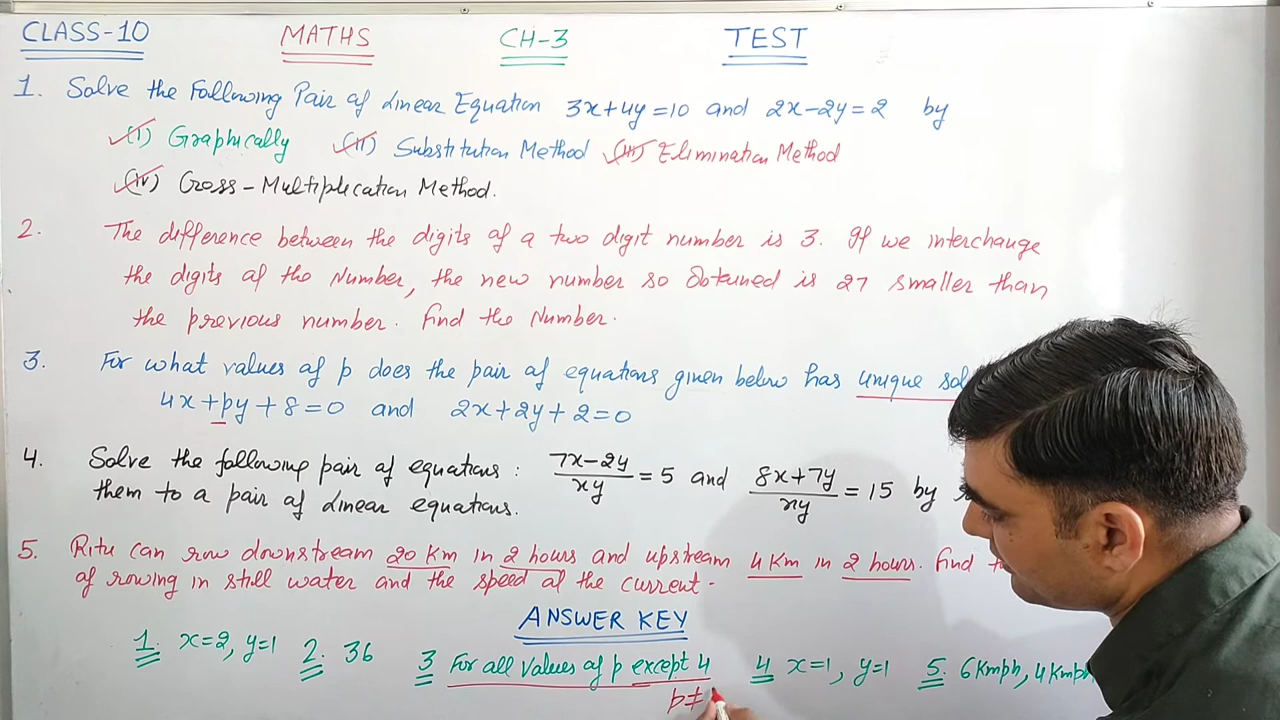 CLASS-10 MATHS CH-3 TEST
1. Solve the Following Pair of Linear Equation 3x+4y=10 and 2x-2y=2 by
(i) Graphically (ii) Substitution Method (iii) Elimination Method
(iv) Cross-Multiplication Method.
2. The difference between the digits of a two digit number is 3. If we interchange
the digits of the Number, the new number so obtained is 27 smaller than
the previous number. Find the Number.
3. For what values of p does the pair of equations given below has unique
4x+py+8=0 and 2x+2y+2=0
4. Solve the following pair of equations: \frac{7x-2y}{xy}=5 and \frac{8x+7y}{xy}=15 by
them to a pair of Linear equations.
5. Ritu can row downstream 20 Km in 2 hours and upstream 4 Km in 2 hours. Find
of rowing in still water and the speed of the current.
ANSWER KEY
1. x=2, y=1 2. 36 3 For all values of p except 4 4 x=1, y=1 5. 6Kmph, 4Kmph
p≠